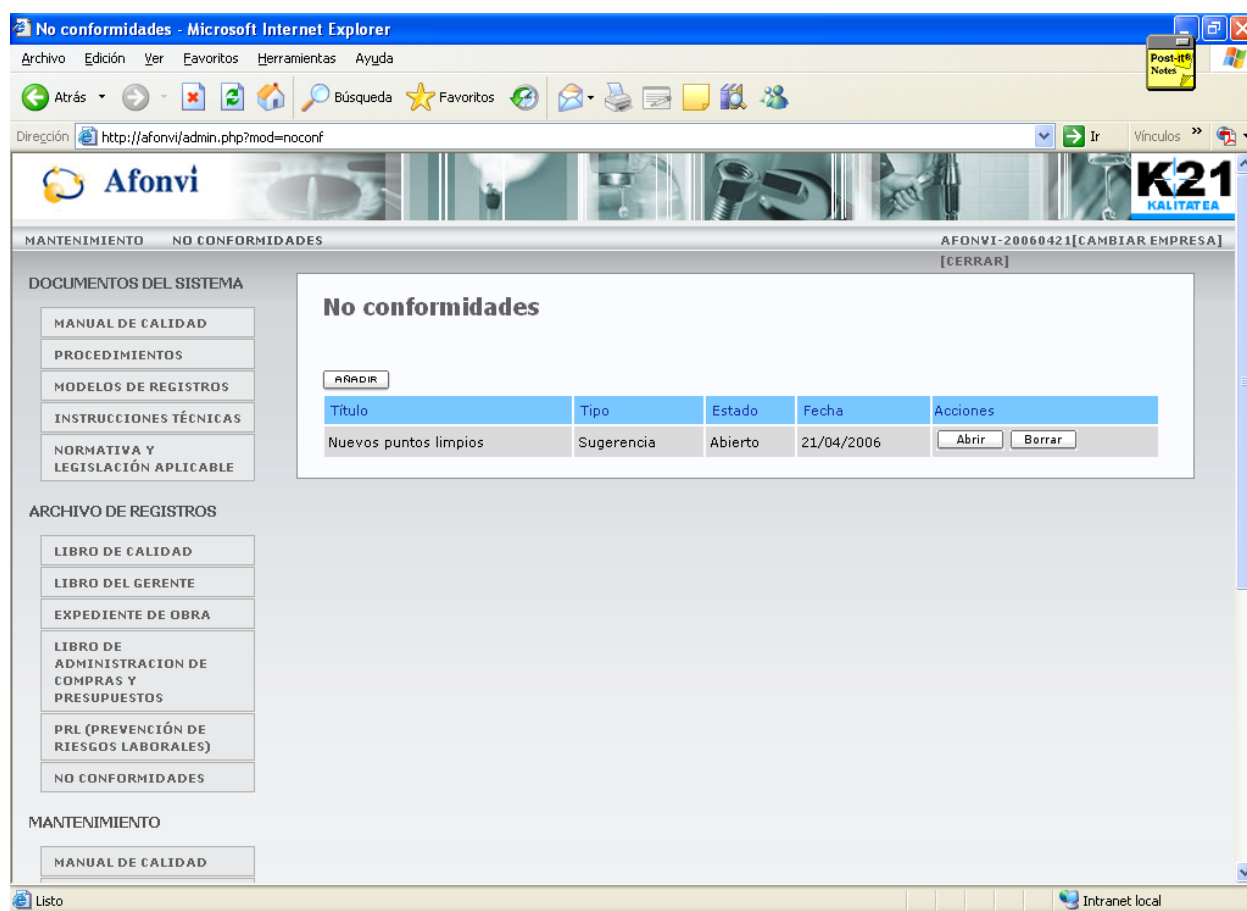 No conformidades - Microsoft Internet Explorer
Archivo Edición Ver Favoritos Herramientas Ayuda
Post-it®
Notes
Atrás Búsqueda Favoritos
Dirección http://afonvi/admin.php?mod=noconf Ir Vínculos »
Afonvi
K21
KALITATEA
MANTENIMIENTO NO CONFORMIDADES AFONVI-20060421[CAMBIAR EMPRESA]
[CERRAR]
DOCUMENTOS DEL SISTEMA
MANUAL DE CALIDAD
PROCEDIMIENTOS
MODELOS DE REGISTROS
INSTRUCCIONES TÉCNICAS
NORMATIVA Y
LEGISLACIÓN APLICABLE
No conformidades
AÑADIR
Título Tipo Estado Fecha Acciones
Nuevos puntos limpios Sugerencia Abierto 21/04/2006 Abrir Borrar
ARCHIVO DE REGISTROS
LIBRO DE CALIDAD
LIBRO DEL GERENTE
EXPEDIENTE DE OBRA
LIBRO DE
ADMINISTRACION DE
COMPRAS Y
PRESUPUESTOS
PRL (PREVENCIÓN DE
RIESGOS LABORALES)
NO CONFORMIDADES
MANTENIMIENTO
MANUAL DE CALIDAD
Listo Intranet local